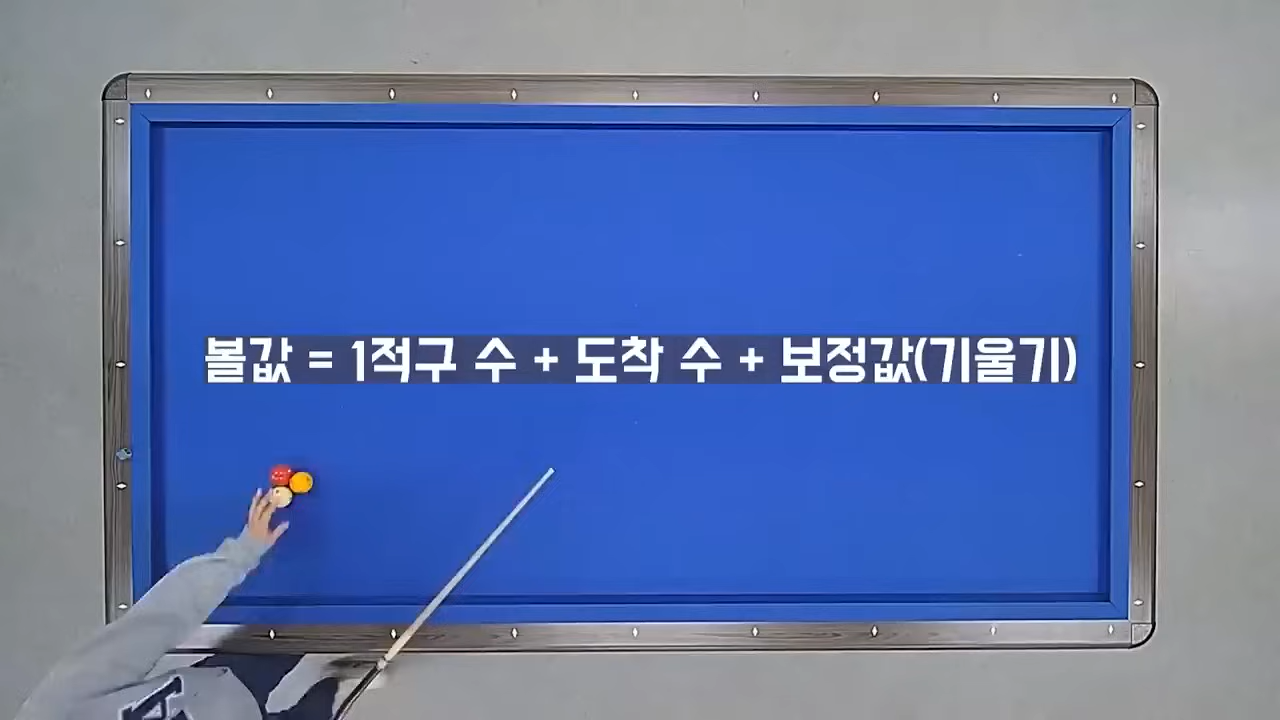 볼값 = 1적구 수 + 도착 수 + 보정값(기울기)